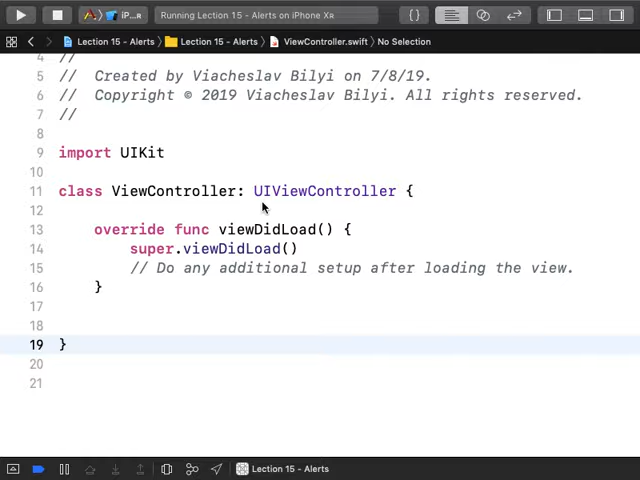 iP...R
Running Lection 15 - Alerts on iPhone XR
Lection 15 - Alerts
Lection 15 - Alerts
ViewController.swift
No Selection
4 //
5 // Created by Viacheslav Bilyi on 7/8/19.
6 // Copyright © 2019 Viacheslav Bilyi. All rights reserved.
7 //
8
9 import UIKit
10
11 class ViewController: UIViewController {
12
13 override func viewDidLoad() {
14 super.viewDidLoad()
15 // Do any additional setup after loading the view.
16 }
17
18
19 }
20
21
Lection 15 - Alerts